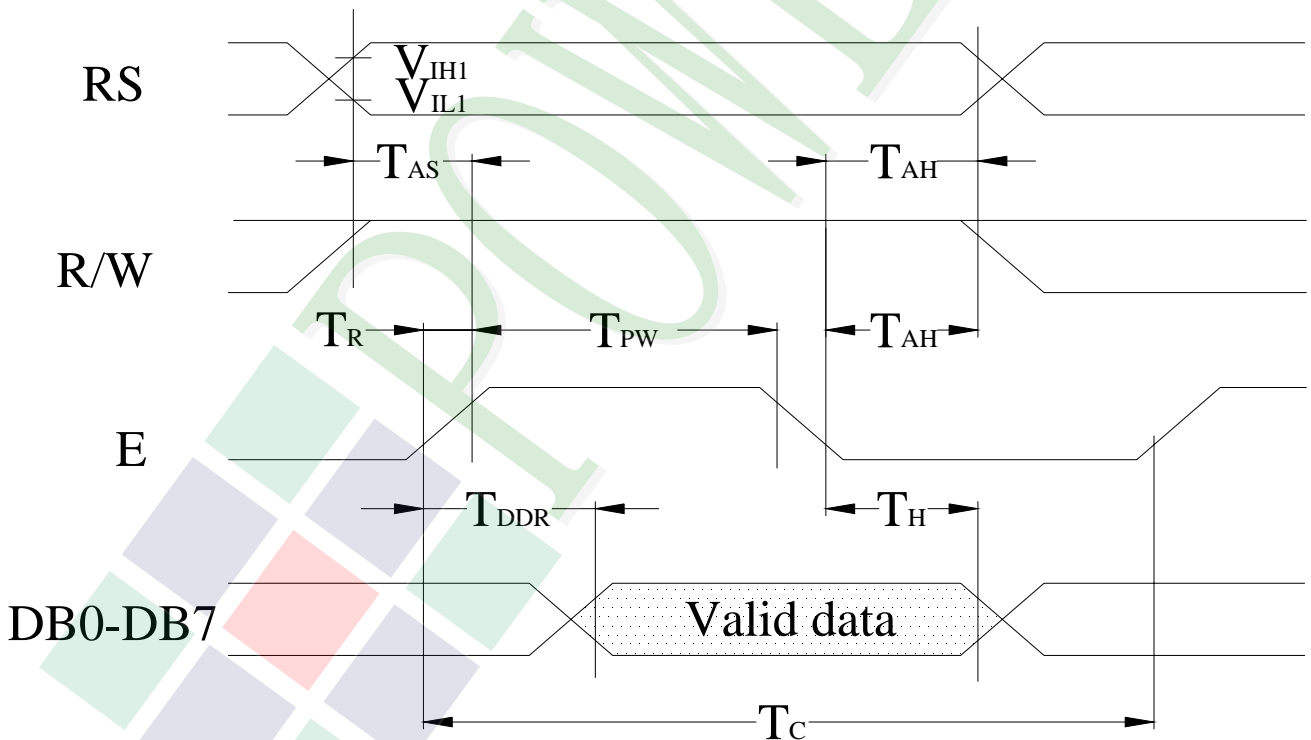 RS
VIH1
VIL1
TAS
TAH
R/W
TR
TPW
TAH
E
TDDR
TH
DB0-DB7
Valid data
TC